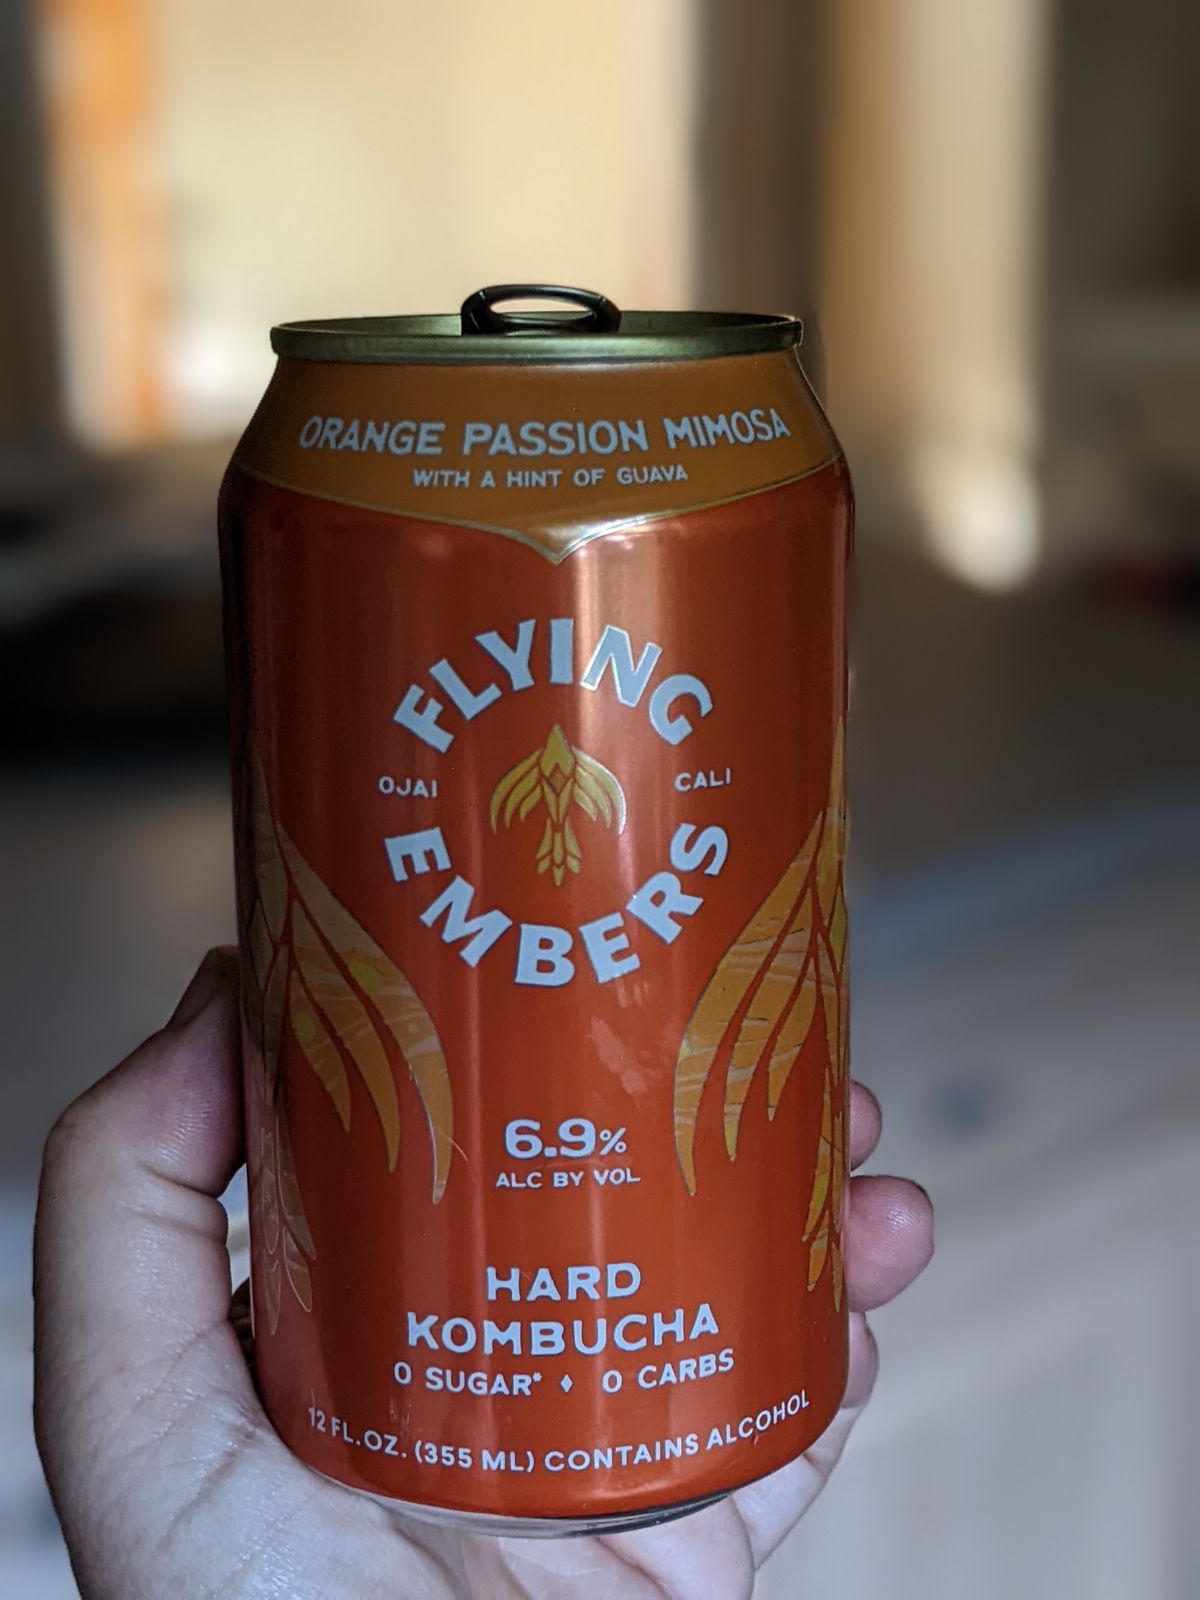 ORANGE PASSION MIMOSA
WITH A HINT OF GUAVA
FLYING
OJAI CALI
EMBERS
6.9%
ALC BY VOL
HARD
KOMBUCHA
0 SUGAR* ♦ 0 CARBS
12 FL.OZ. (355 ML) CONTAINS ALCOHOL